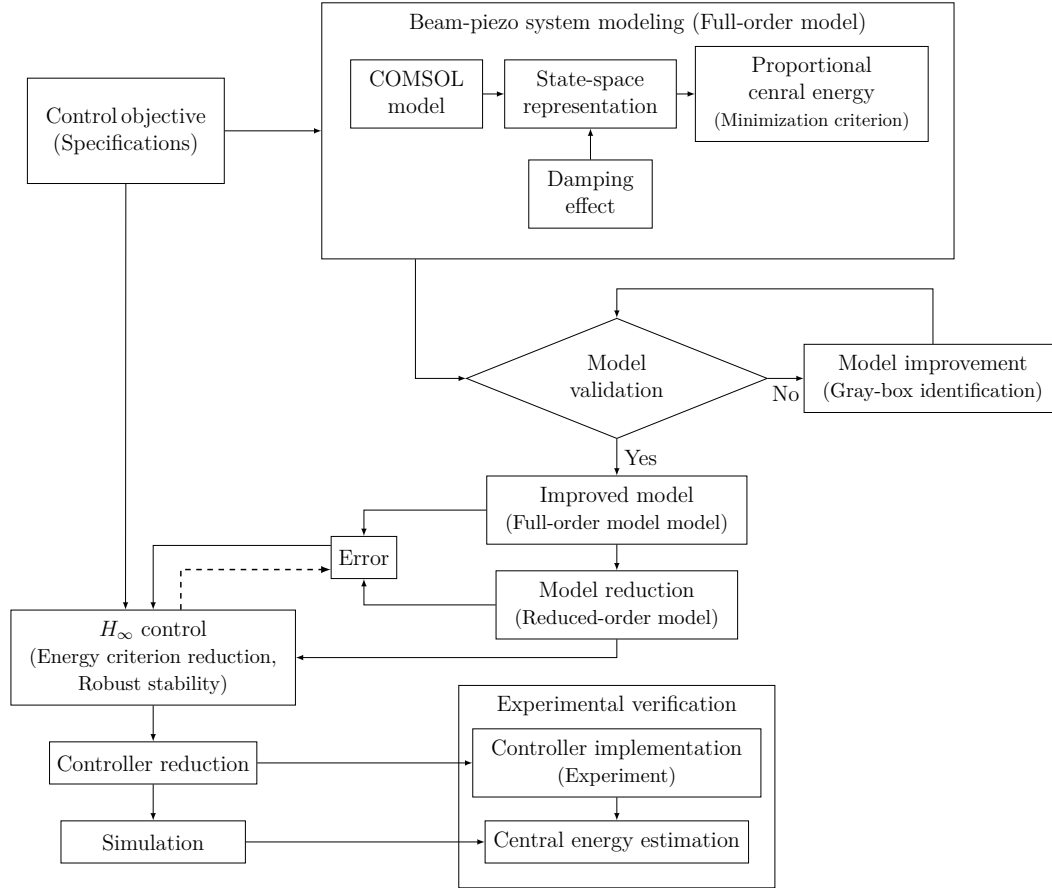 Beam-piezo system modeling (Full-order model)
COMSOL
model
State-space
representation
Proportional
cenral energy
(Minimization criterion)
Control objective
(Specifications)
Damping
effect
Model
validation
No
Model improvement
(Gray-box identification)
Yes
Improved model
(Full-order model model)
Error
Model reduction
(Reduced-order model)
H∞ control
(Energy criterion reduction,
Robust stability)
Experimental verification
Controller reduction
Controller implementation
(Experiment)
Simulation
Central energy estimation